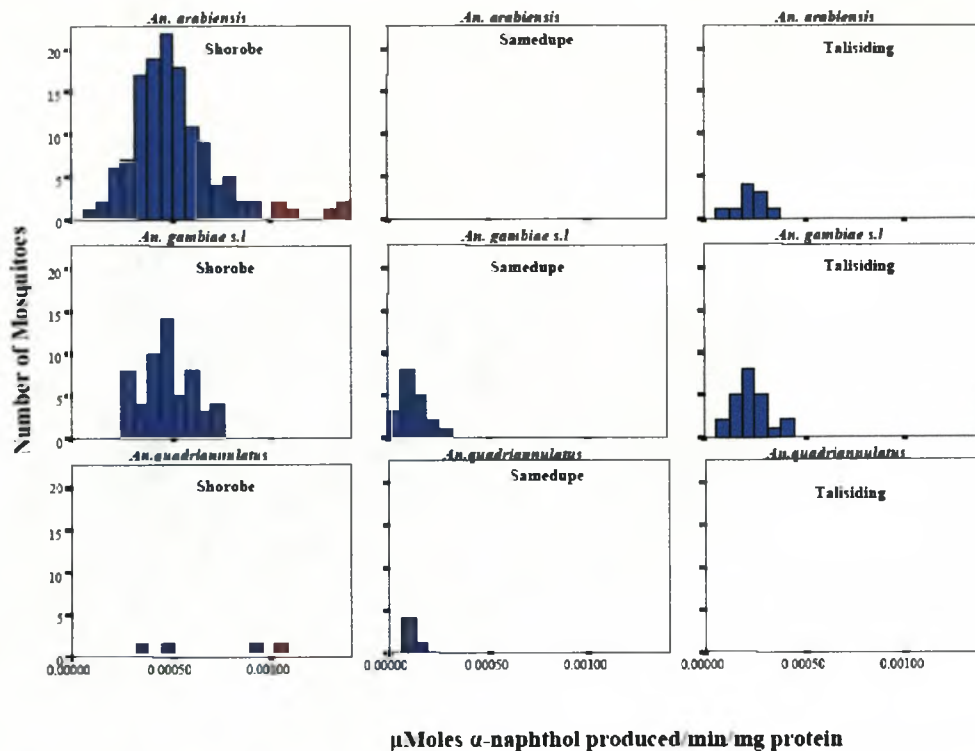 An. arabiensis An. arabiensis An. arabiensis
Shorobe Samedupe Talisiding
20
15
10
5
0
An. gambiae s.l An. gambiae s.l An. gambiae s.l
Shorobe Samedupe Talisiding
20
15
10
5
0
An.quadriannulatus An.quadriannulatus An.quadriannulatus
Shorobe Samedupe Talisiding
20
15
10
5
0
0.00000 0.00050 0.00100 0.00000 0.00050 0.00100 0.00000 0.00050 0.00100
Number of Mosquitoes
µMoles α-naphthol produced/min/mg protein